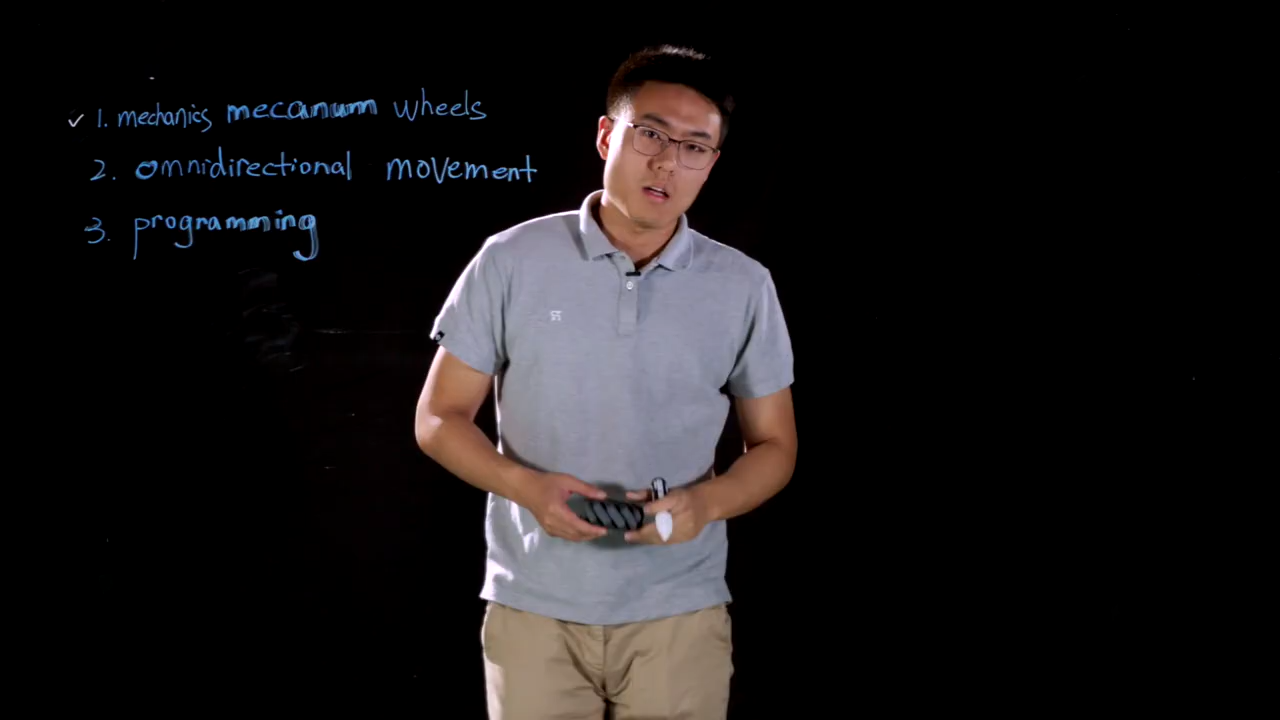 ✓ 1. mechanics mecanum wheels
2. omnidirectional movement
3. programming